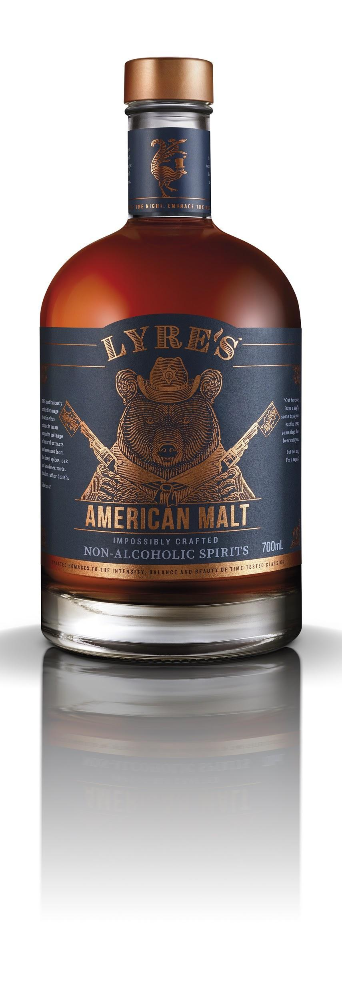 THE NIGHT. EMBRACE THE
LYRE'S™
This meticulously
crafted homage
to a timeless
classic is an an
exquisite mélange
of natural extracts
and essences from
the finest spices, oak
and smoke extracts.
It's also rather delish.
Libations!
BANG!
BANG!
"Out here we
have a say'n,
some days you
eat the bear,
some days the
bear eats you.
But not me,
I'm a vegan."
AMERICAN MALT
IMPOSSIBLY CRAFTED
NON-ALCOHOLIC SPIRITS
700mL
CRAFTED HOMAGES TO THE INTENSITY, BALANCE AND BEAUTY OF TIME-TESTED CLASSICS